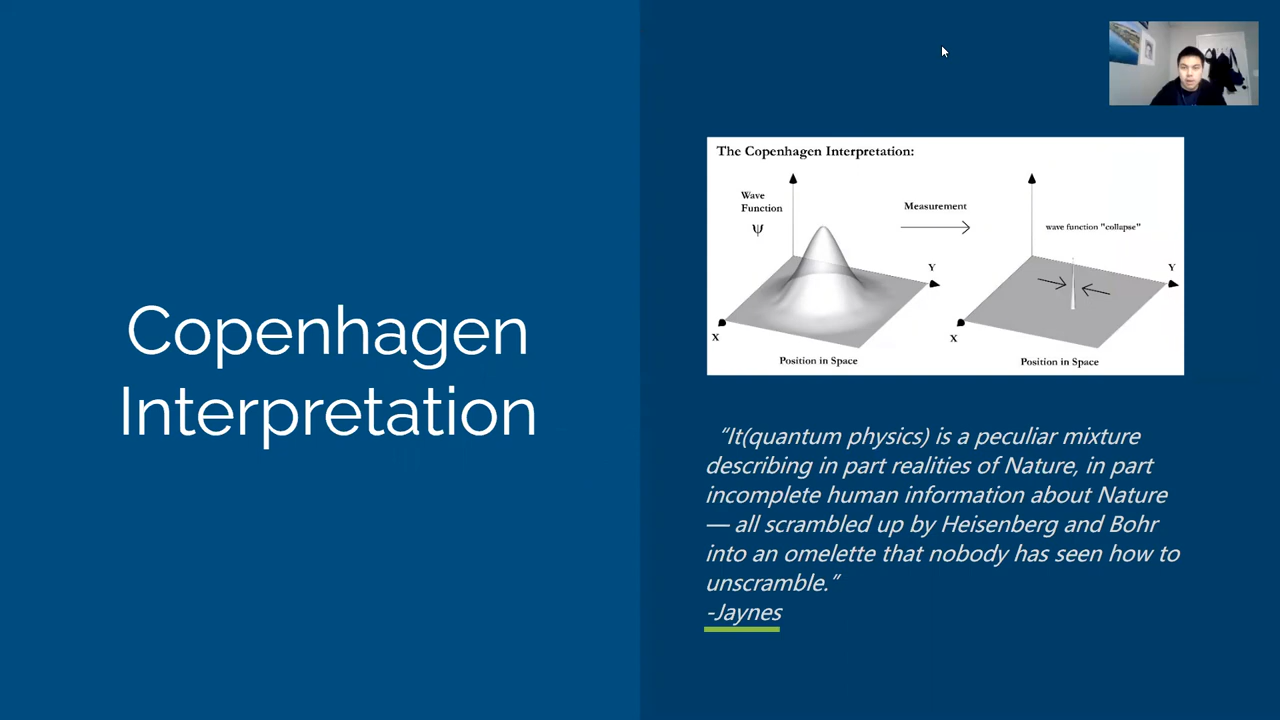 Copenhagen
Interpretation
The Copenhagen Interpretation:
Wave
Function
Ψ
Measurement
wave function "collapse"
Y
Y
X
X
Position in Space
Position in Space
“It(quantum physics) is a peculiar mixture
describing in part realities of Nature, in part
incomplete human information about Nature
— all scrambled up by Heisenberg and Bohr
into an omelette that nobody has seen how to
unscramble.”
-Jaynes